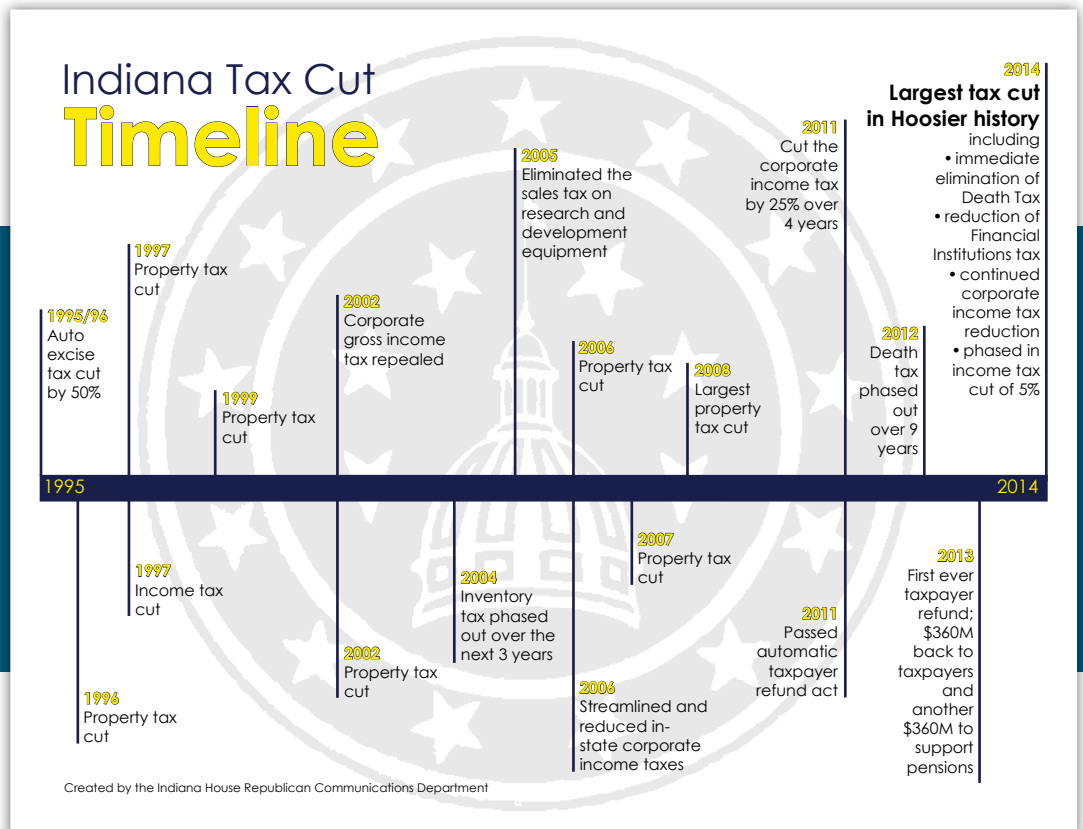 Indiana Tax Cut
Timeline
1995/96
Auto
excise
tax cut
by 50%
1997
Property tax
cut
1999
Property tax
cut
2002
Corporate
gross income
tax repealed
2005
Eliminated the
sales tax on
research and
development
equipment
2006
Property tax
cut
2008
Largest
property
tax cut
2011
Cut the
corporate
income tax
by 25% over
4 years
2012
Death
tax
phased
out
over 9
years
2014
Largest tax cut
in Hoosier history
including
• immediate
elimination of
Death Tax
• reduction of
Financial
Institutions tax
• continued
corporate
income tax
reduction
• phased in
income tax
cut of 5%
1995
2014
1996
Property tax
cut
1997
Income tax
cut
2002
Property tax
cut
2004
Inventory
tax phased
out over the
next 3 years
2006
Streamlined and
reduced in-
state corporate
income taxes
2007
Property tax
cut
2011
Passed
automatic
taxpayer
refund act
2013
First ever
taxpayer
refund;
$360M
back to
taxpayers
and
another
$360M to
support
pensions
Created by the Indiana House Republican Communications Department